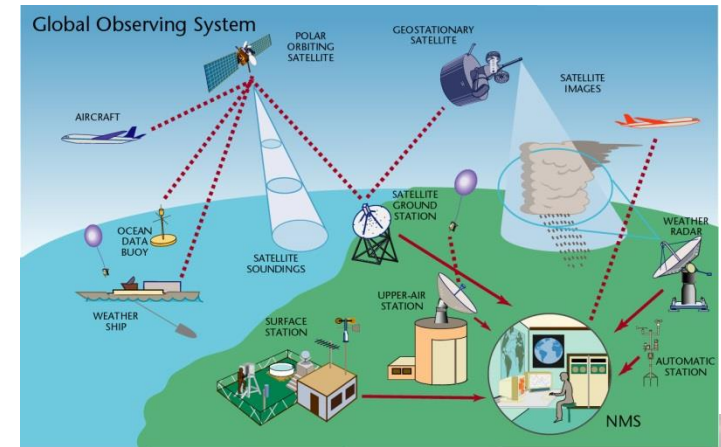 Global Observing System
POLAR
ORBITING
SATELLITE
GEOSTATIONARY
SATELLITE
SATELLITE
IMAGES
AIRCRAFT
OCEAN
DATA
BUOY
SATELLITE
SOUNDINGS
SATELLITE
GROUND
STATION
WEATHER
RADAR
WEATHER
SHIP
UPPER-AIR
STATION
SURFACE
STATION
AUTOMATIC
STATION
NMS